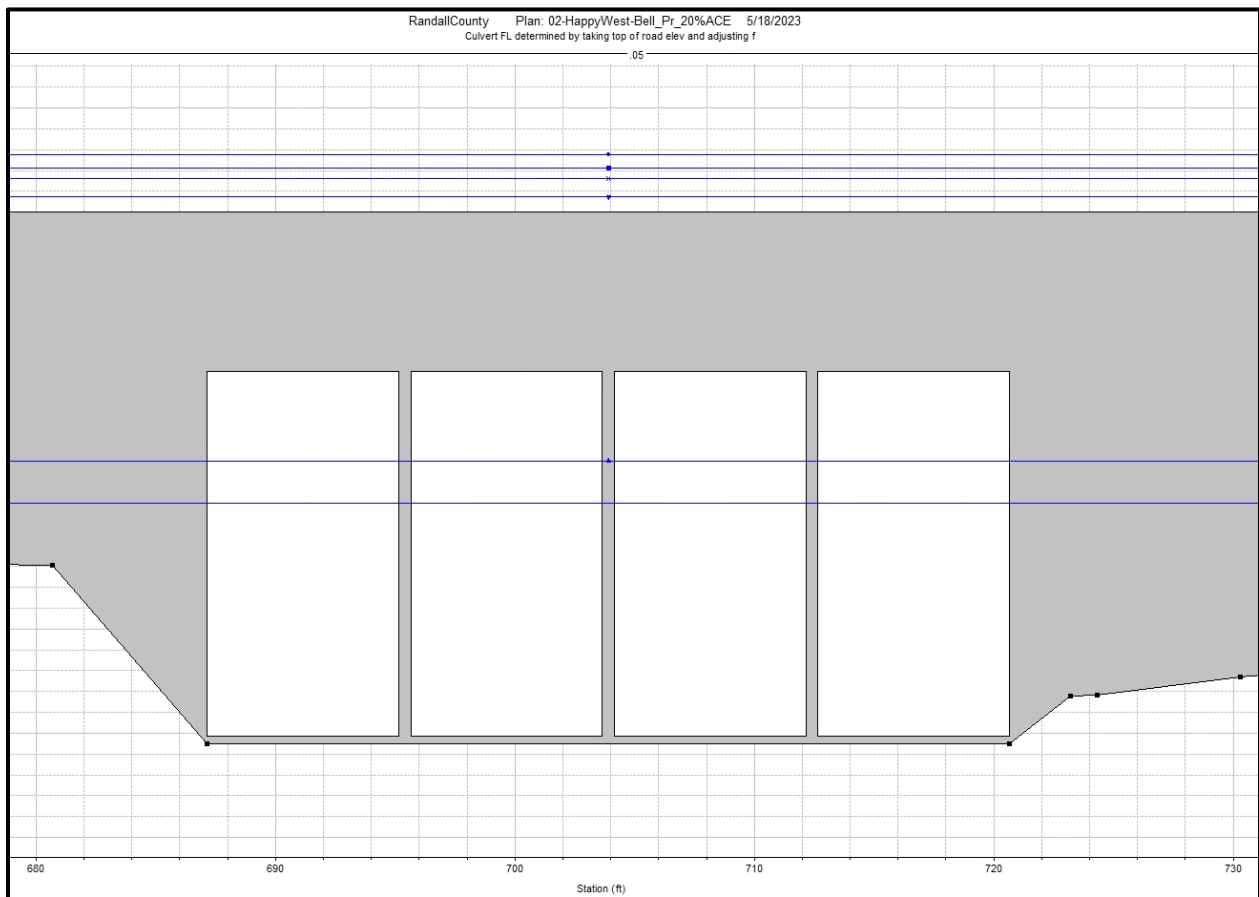 RandallCounty Plan: 02-HappyWest-Bell_Pr_20%ACE 5/18/2023
Culvert FL determined by taking top of road elev and adjusting f
.05
680 690 700 710 720 730
Station (ft)